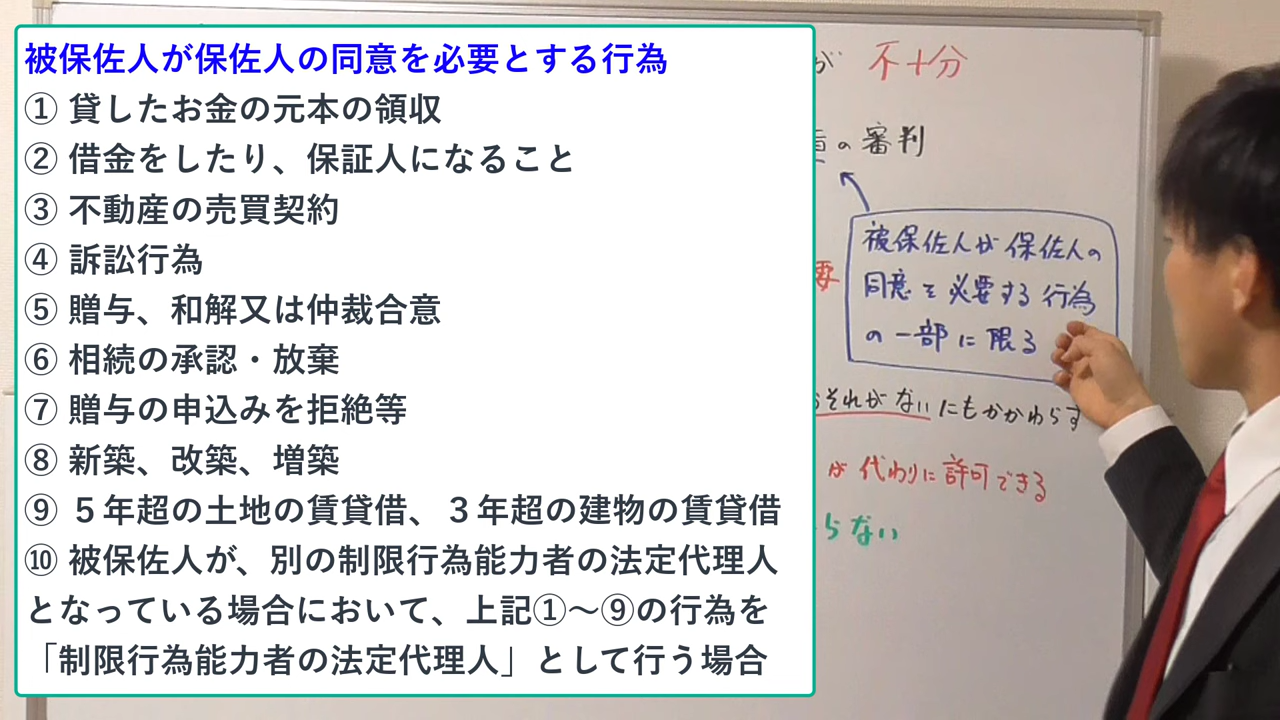 被保佐人が保佐人の同意を必要とする行為
① 貸したお金の元本の領収
② 借金をしたり、保証人になること
③ 不動産の売買契約
④ 訴訟行為
⑤ 贈与、和解又は仲裁合意
⑥ 相続の承認・放棄
⑦ 贈与の申込みを拒絶等
⑧ 新築、改築、増築
⑨ ５年超の土地の賃貸借、３年超の建物の賃貸借
⑩ 被保佐人が、別の制限行為能力者の法定代理人
となっている場合において、上記①～⑨の行為を
「制限行為能力者の法定代理人」として行う場合
が 不十分
の審判
被保佐人が保佐人の
同意を必要する行為
の一部に限る
要
それがないにもかかわらず
が代わりに許可できる
らない